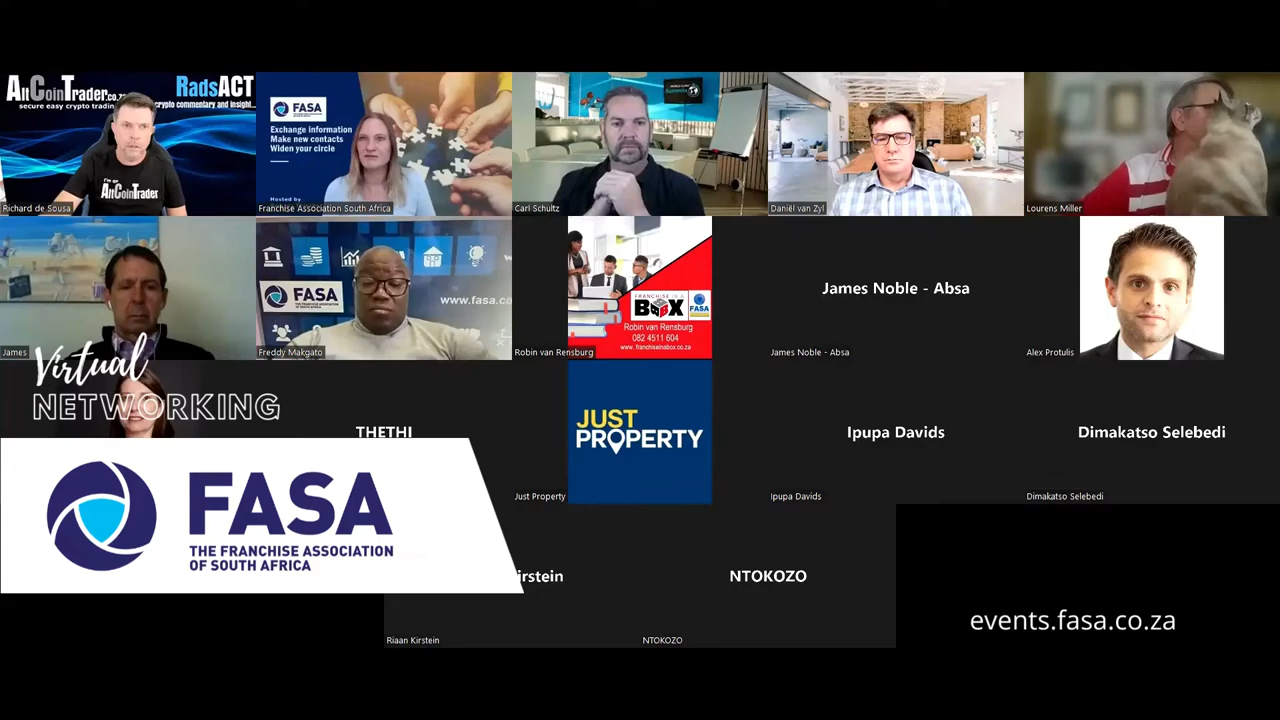 AltCoinTrader.co.za
secure easy crypto trading
RadsACT
crypto commentary and insight
I'm an
AltCoinTrader
Richard de Sousa
FASA
Exchange information
Make new contacts
Widen your circle
Hosted by
Franchise Association South Africa
Carl Schultz
Daniël van Zyl
Lourens Miller
James
FASA
THE FRANCHISE ASSOCIATION
OF SOUTH AFRICA
www.fasa.co
Freddy Makgato
FRANCHISE IN A
BOX
FASA
Robin van Rensburg
082 4511 604
www.franchiseinabox.co.za
Robin van Rensburg
James Noble - Absa
James Noble - Absa
Alex Protulis
Virtual
NETWORKING
THETHI
JUST
PROPERTY
Just Property
Ipupa Davids
Ipupa Davids
Dimakatso Selebedi
Dimakatso Selebedi
FASA
THE FRANCHISE ASSOCIATION
OF SOUTH AFRICA
irstein
Riaan Kirstein
NTOKOZO
NTOKOZO
events.fasa.co.za